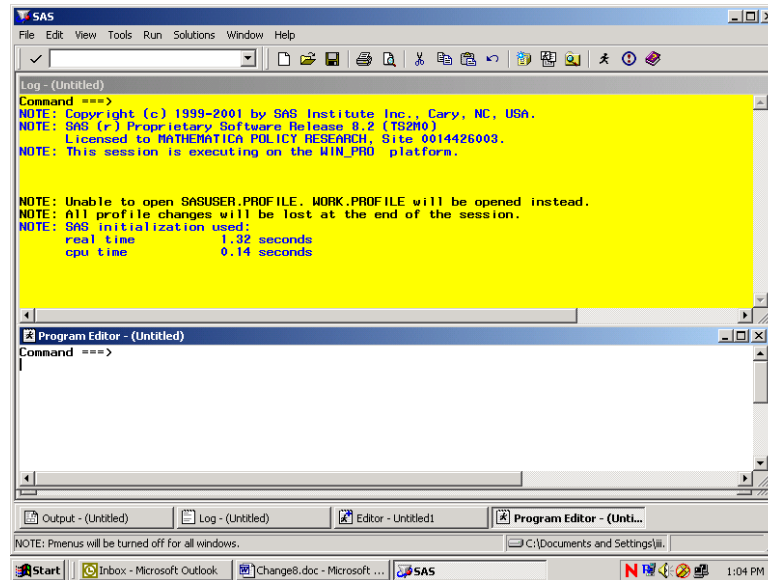 SAS
File Edit View Tools Run Solutions Window Help
Log - (Untitled)
Command ===>
NOTE: Copyright (c) 1999-2001 by SAS Institute Inc., Cary, NC, USA.
NOTE: SAS (r) Proprietary Software Release 8.2 (TS2M0)
Licensed to MATHEMATICA POLICY RESEARCH, Site 0014426003.
NOTE: This session is executing on the WIN_PRO platform.
NOTE: Unable to open SASUSER.PROFILE. WORK.PROFILE will be opened instead.
NOTE: All profile changes will be lost at the end of the session.
NOTE: SAS initialization used:
real time 1.32 seconds
cpu time 0.14 seconds
Program Editor - (Untitled)
Command ===>
Output - (Untitled) Log - (Untitled) Editor - Untitled1 Program Editor - (Unti...
NOTE: Pmenus will be turned off for all windows. C:\Documents and Settings\iii.
Start Inbox - Microsoft Outlook Change8.doc - Microsoft ... SAS N 1:04 PM